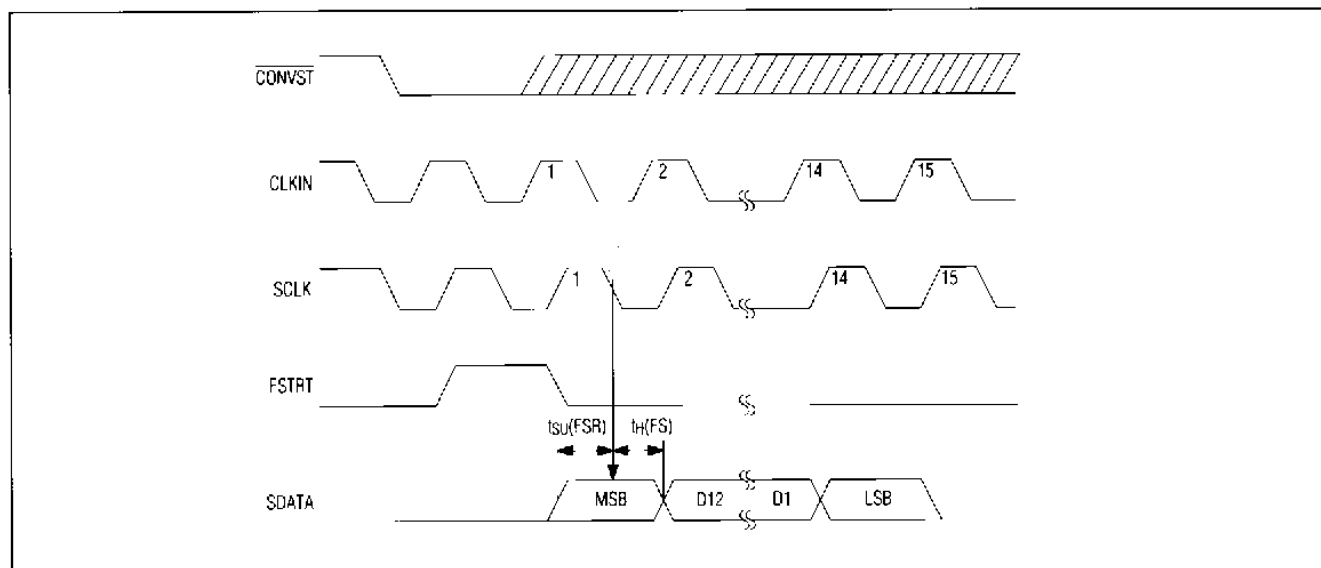 CONVST
CLKIN
1 2 14 15
SCLK
1 2 14 15
FSTRT
tSU(FSR) tH(FS)
SDATA
MSB D12 D1 LSB